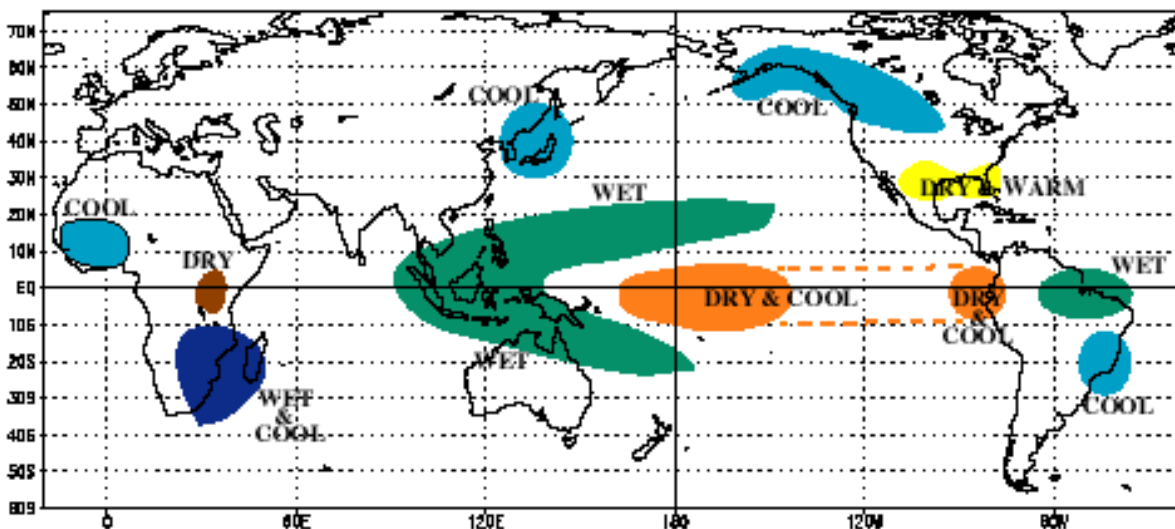 70N
60N
50N
40N
30N
20N
10N
EQ
10S
20S
30S
40S
50S
60S
0
60E
120E
180
120W
60W
COOL
COOL
COOL
WET
DRY & WARM
COOL
DRY
WET
DRY & COOL
DRY
&
COOL
WET
WET
&
COOL
COOL